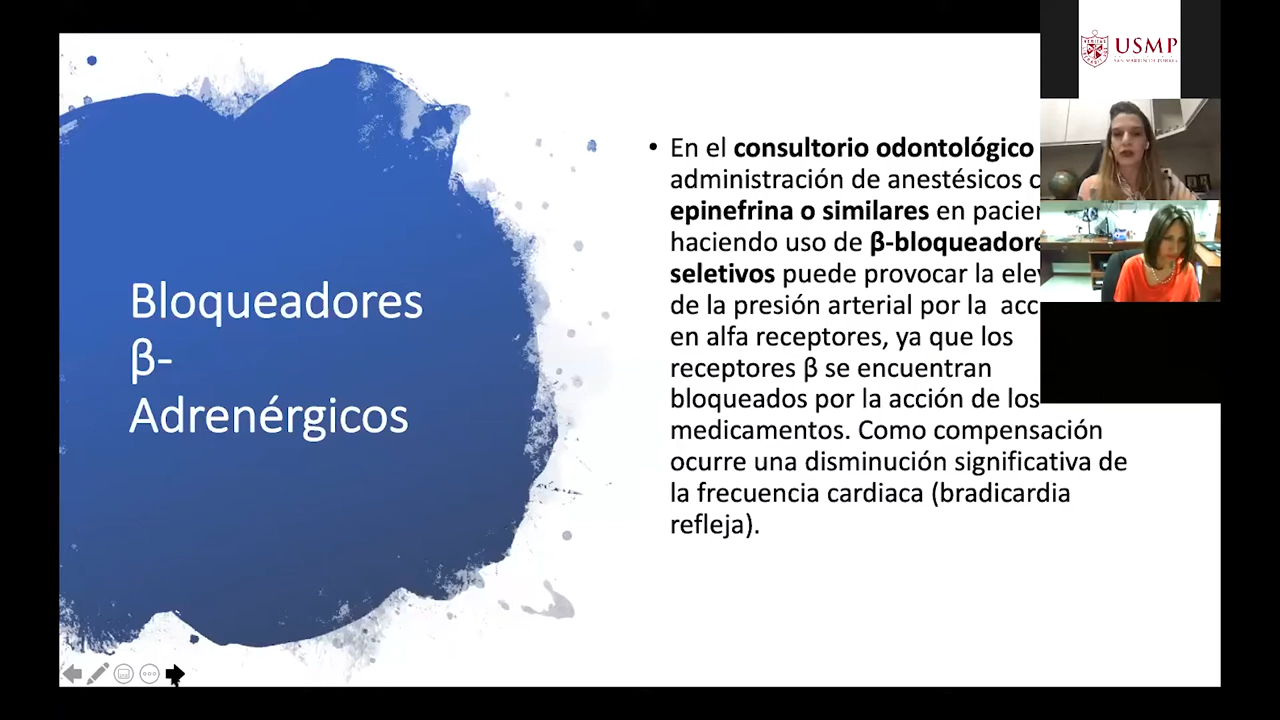 Bloqueadores
β-
Adrenérgicos
• En el consultorio odontológico
administración de anestésicos
epinefrina o similares en
haciendo uso de
seletivos puede provocar la
de la presión arterial por la
en alfa receptores, ya que los
receptores β se encuentran
bloqueados por la acción de los
medicamentos. Como compensación
ocurre una disminución significativa de
la frecuencia cardiaca (bradicardia
refleja).
USMP